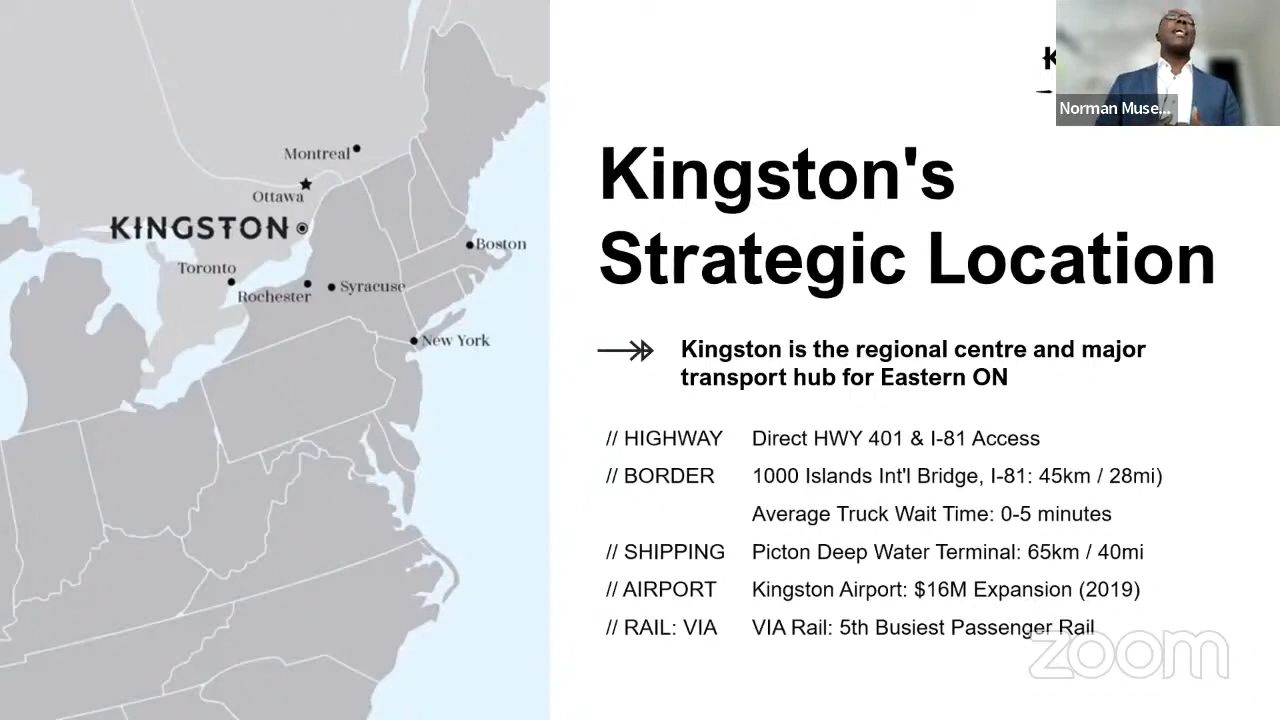 Norman Muse...
Kingston's
Strategic Location
Kingston is the regional centre and major
transport hub for Eastern ON
// HIGHWAY Direct HWY 401 & I-81 Access
// BORDER 1000 Islands Int'l Bridge, I-81: 45km / 28mi)
Average Truck Wait Time: 0-5 minutes
// SHIPPING Picton Deep Water Terminal: 65km / 40mi
// AIRPORT Kingston Airport: $16M Expansion (2019)
// RAIL: VIA VIA Rail: 5th Busiest Passenger Rail
zoom
Montreal
Ottawa
KINGSTON
Boston
Toronto
Rochester
Syracuse
New York